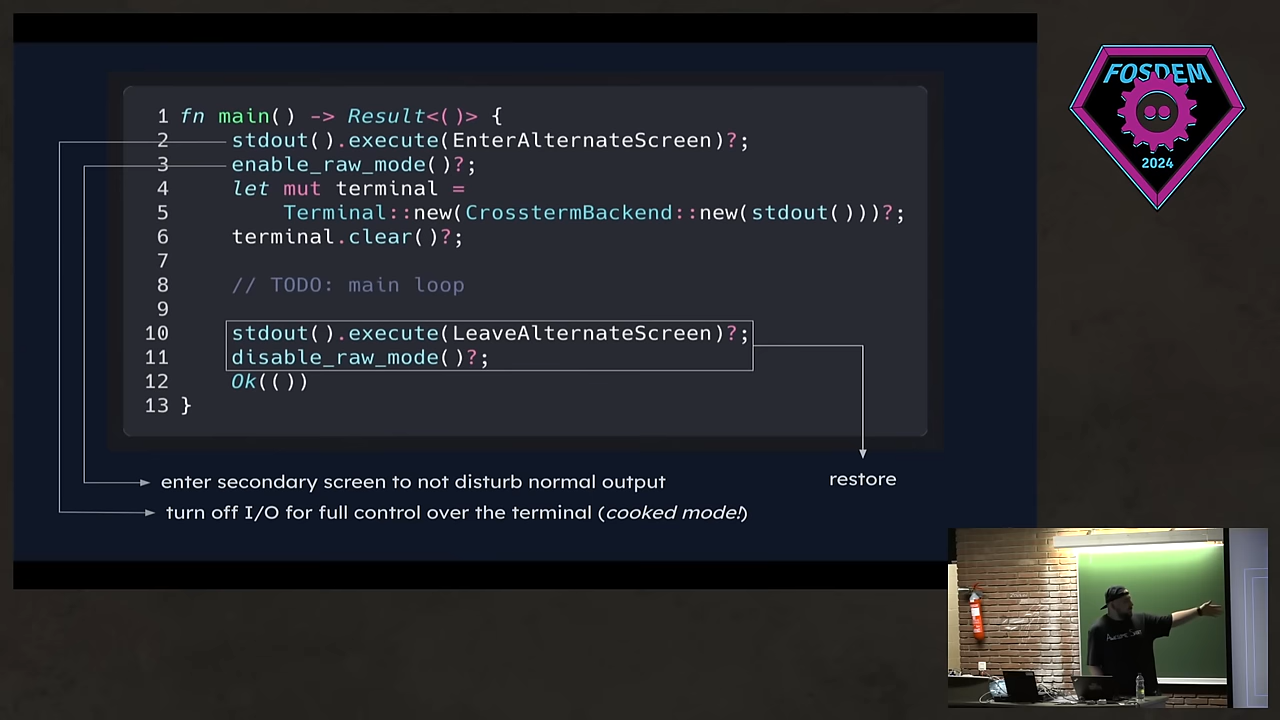 1 fn main() -> Result<()> {
2 stdout().execute(EnterAlternateScreen)?;
3 enable_raw_mode()?;
4 let mut terminal =
5 Terminal::new(CrosstermBackend::new(stdout()))?;
6 terminal.clear()?;
7
8 // TODO: main loop
9
10 stdout().execute(LeaveAlternateScreen)?;
11 disable_raw_mode()?;
12 Ok(())
13 }
enter secondary screen to not disturb normal output
turn off I/O for full control over the terminal (cooked mode!)
restore
FOSDEM
2024